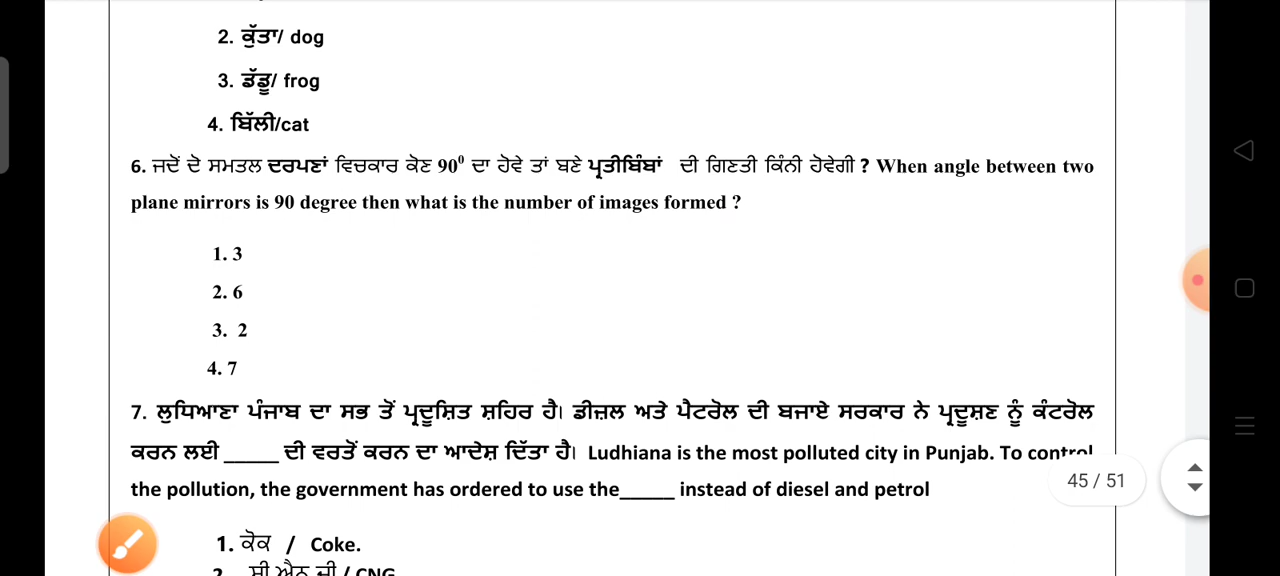 2. ਕੁੱਤਾ/ dog
3. ਡੱਡੂ/ frog
4. ਬਿੱਲੀ/cat
6. ਜਦੋਂ ਦੋ ਸਮਤਲ ਦਰਪਣਾਂ ਵਿਚਕਾਰ ਕੋਣ 90⁰ ਦਾ ਹੋਵੇ ਤਾਂ ਬਣੇ ਪ੍ਰਤੀਬਿੰਬਾਂ ਦੀ ਗਿਣਤੀ ਕਿੰਨੀ ਹੋਵੇਗੀ ? When angle between two
plane mirrors is 90 degree then what is the number of images formed ?
1. 3
2. 6
3. 2
4. 7
7. ਲੁਧਿਆਣਾ ਪੰਜਾਬ ਦਾ ਸਭ ਤੋਂ ਪ੍ਰਦੂਸ਼ਿਤ ਸ਼ਹਿਰ ਹੈ। ਡੀਜ਼ਲ ਅਤੇ ਪੈਟਰੋਲ ਦੀ ਬਜਾਏ ਸਰਕਾਰ ਨੇ ਪ੍ਰਦੂਸ਼ਣ ਨੂੰ ਕੰਟਰੋਲ
ਕਰਨ ਲਈ _____ ਦੀ ਵਰਤੋਂ ਕਰਨ ਦਾ ਆਦੇਸ਼ ਦਿੱਤਾ ਹੈ। Ludhiana is the most polluted city in Punjab. To control
the pollution, the government has ordered to use the_____ instead of diesel and petrol
45 / 51
1. ਕੋਕ / Coke.
2. ਸੀ ਐਨ ਜੀ / CNG